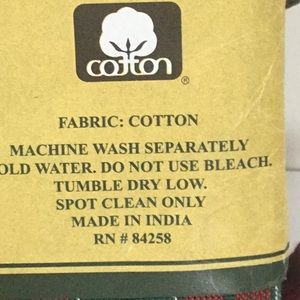 cotton
®
FABRIC: COTTON
MACHINE WASH SEPARATELY
OLD WATER. DO NOT USE BLEACH.
TUMBLE DRY LOW.
SPOT CLEAN ONLY
MADE IN INDIA
RN # 84258